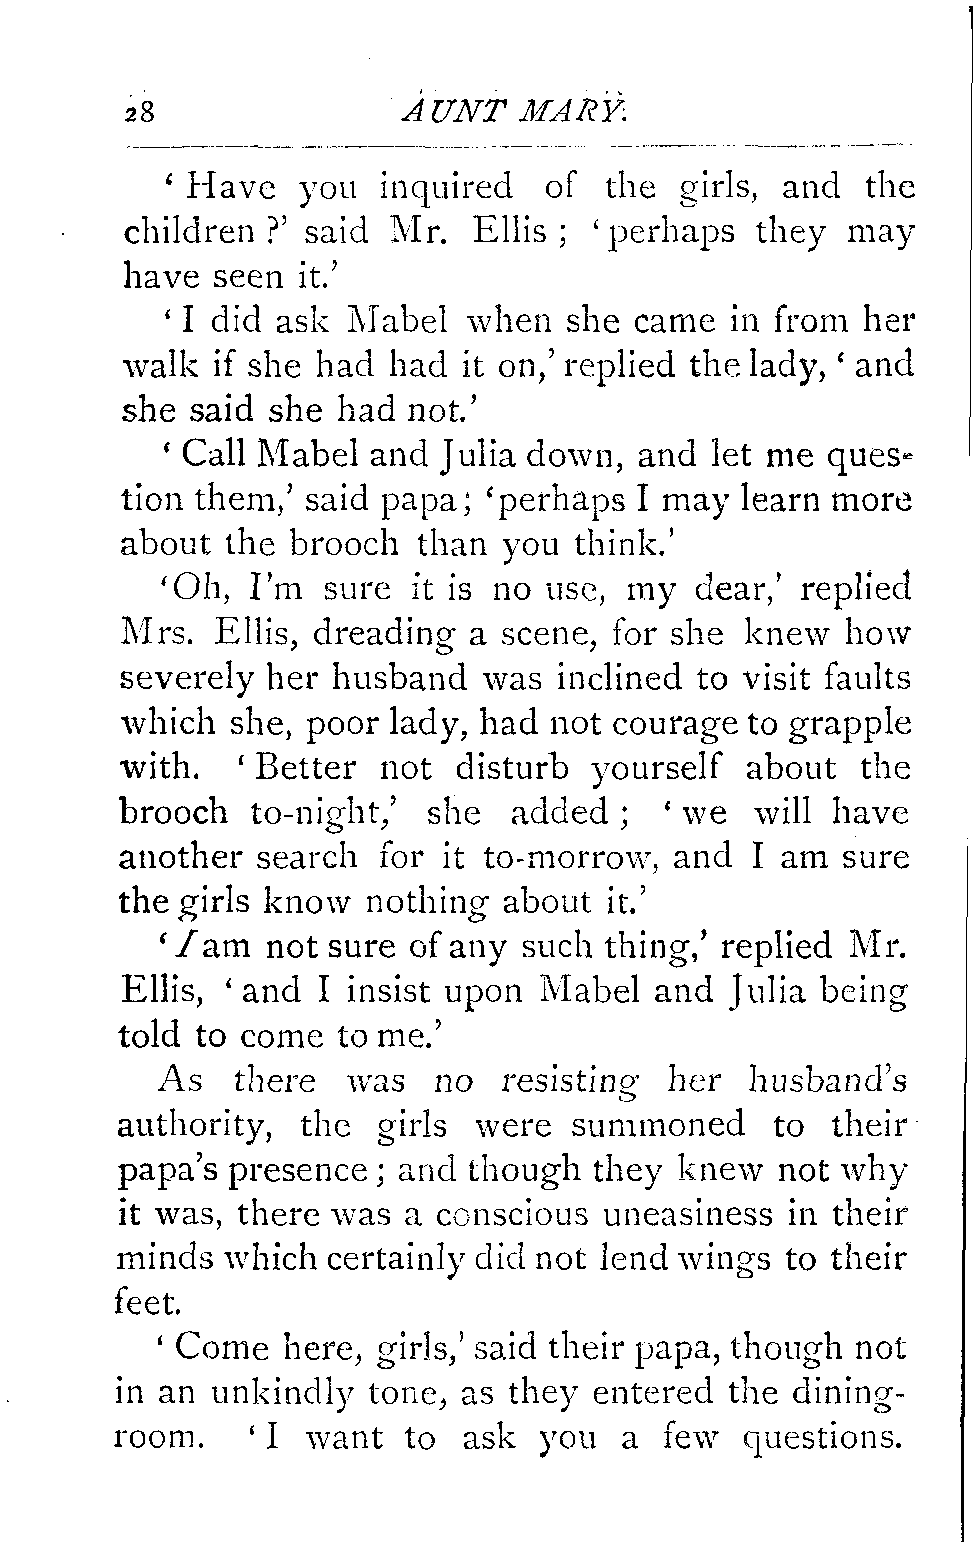 28 AUNT MARY.
‘ Have you inquired of the girls, and the
children ?’ said Mr. Ellis ; ‘ perhaps they may
have seen it.’
‘ I did ask Mabel when she came in from her
walk if she had had it on,’ replied the lady, ‘ and
she said she had not.’
‘ Call Mabel and Julia down, and let me ques-
tion them,’ said papa; ‘perhaps I may learn more
about the brooch than you think.’
‘Oh, I’m sure it is no use, my dear,’ replied
Mrs. Ellis, dreading a scene, for she knew how
severely her husband was inclined to visit faults
which she, poor lady, had not courage to grapple
with. ‘ Better not disturb yourself about the
brooch to-night,’ she added ; ‘ we will have
another search for it to-morrow, and I am sure
the girls know nothing about it.’
‘I am not sure of any such thing,’ replied Mr.
Ellis, ‘ and I insist upon Mabel and Julia being
told to come to me.’
As there was no resisting her husband’s
authority, the girls were summoned to their
papa’s presence ; and though they knew not why
it was, there was a conscious uneasiness in their
minds which certainly did not lend wings to their
feet.
‘ Come here, girls,’ said their papa, though not
in an unkindly tone, as they entered the dining-
room. ‘ I want to ask you a few questions.